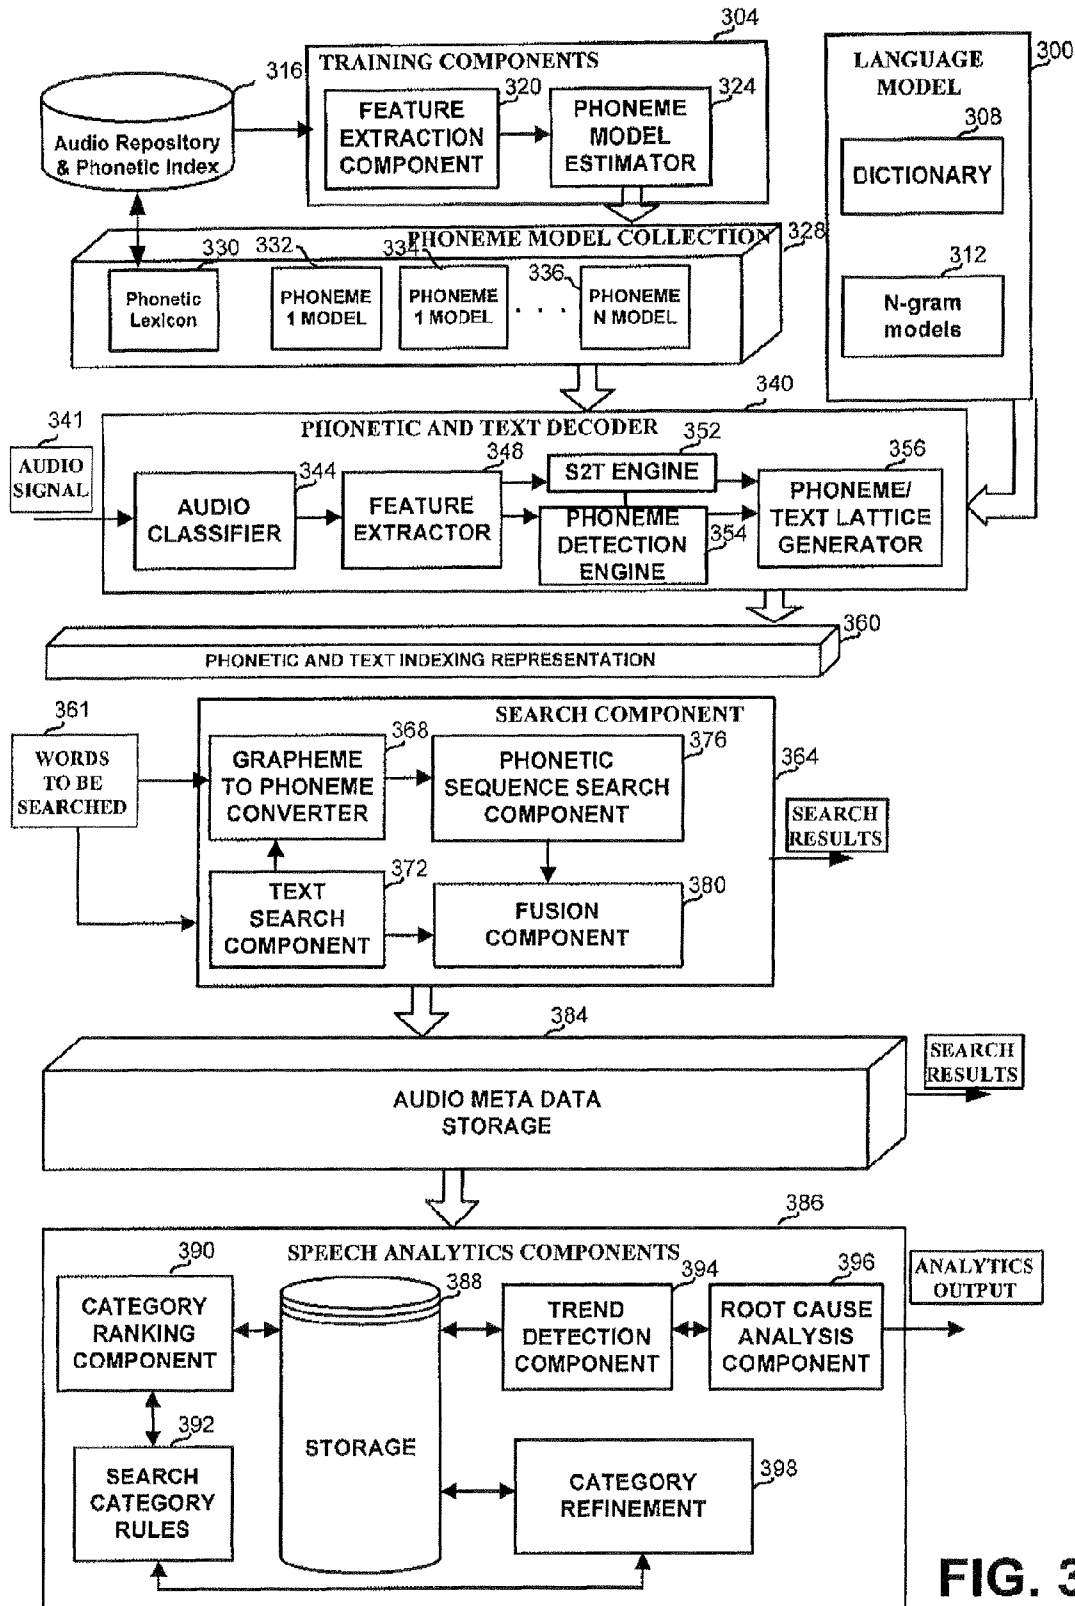 304
TRAINING COMPONENTS
316
320
324
FEATURE
EXTRACTION
COMPONENT
PHONEME
MODEL
ESTIMATOR
Audio Repository
& Phonetic Index
LANGUAGE
MODEL
300
308
DICTIONARY
312
N-gram
models
PHONEME MODEL COLLECTION
328
330
332
334
336
Phonetic
Lexicon
PHONEME
1 MODEL
PHONEME
1 MODEL
. . .
PHONEME
N MODEL
340
341
AUDIO
SIGNAL
PHONETIC AND TEXT DECODER
344
348
352
356
AUDIO
CLASSIFIER
FEATURE
EXTRACTOR
S2T ENGINE
PHONEME
DETECTION
ENGINE
354
PHONEME/
TEXT LATTICE
GENERATOR
360
PHONETIC AND TEXT INDEXING REPRESENTATION
361
WORDS
TO BE
SEARCHED
SEARCH COMPONENT
364
368
376
GRAPHEME
TO PHONEME
CONVERTER
PHONETIC
SEQUENCE SEARCH
COMPONENT
SEARCH
RESULTS
372
380
TEXT
SEARCH
COMPONENT
FUSION
COMPONENT
384
AUDIO META DATA
STORAGE
SEARCH
RESULTS
386
SPEECH ANALYTICS COMPONENTS
390
388
394
396
CATEGORY
RANKING
COMPONENT
TREND
DETECTION
COMPONENT
ROOT CAUSE
ANALYSIS
COMPONENT
ANALYTICS
OUTPUT
392
STORAGE
SEARCH
CATEGORY
RULES
CATEGORY
REFINEMENT
398
FIG. 3